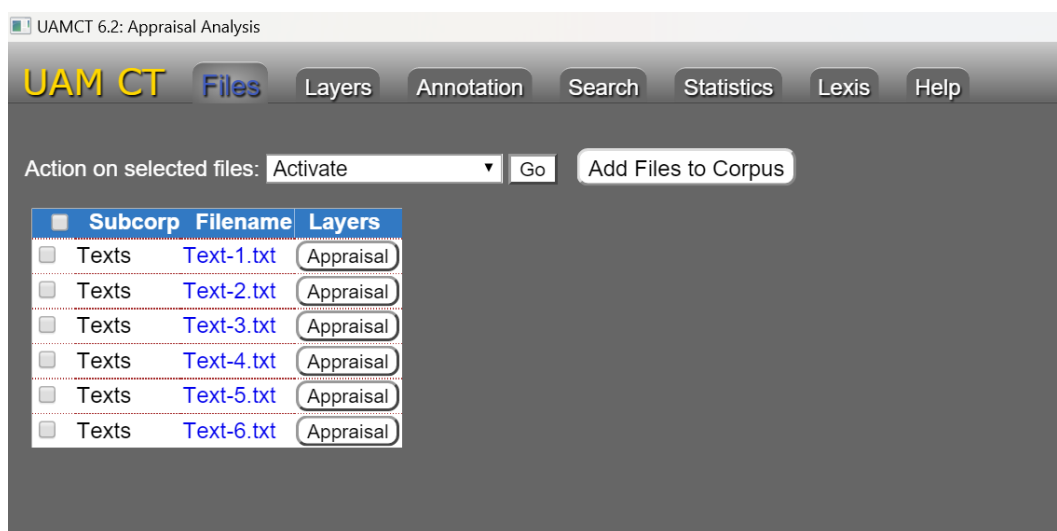 UAMCT 6.2: Appraisal Analysis
UAM CT Files Layers Annotation Search Statistics Lexis Help
Action on selected files: Activate Go Add Files to Corpus
Subcorp Filename Layers
Texts Text-1.txt Appraisal
Texts Text-2.txt Appraisal
Texts Text-3.txt Appraisal
Texts Text-4.txt Appraisal
Texts Text-5.txt Appraisal
Texts Text-6.txt Appraisal